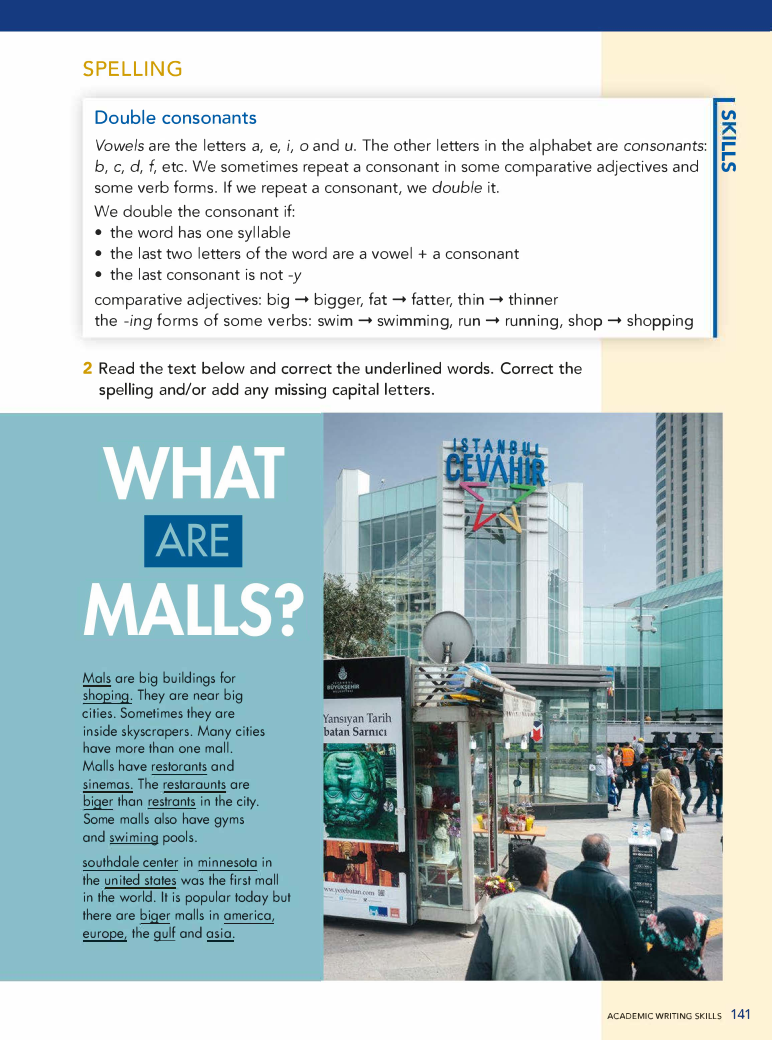 SPELLING
Double consonants
Vowels are the letters a, e, i, o and u. The other letters in the alphabet are consonants:
b, c, d, f, etc. We sometimes repeat a consonant in some comparative adjectives and
some verb forms. If we repeat a consonant, we double it.
We double the consonant if:
• the word has one syllable
• the last two letters of the word are a vowel + a consonant
• the last consonant is not -y
comparative adjectives: big ➞ bigger, fat ➞ fatter, thin ➞ thinner
the -ing forms of some verbs: swim ➞ swimming, run ➞ running, shop ➞ shopping
SKILLS
2 Read the text below and correct the underlined words. Correct the
spelling and/or add any missing capital letters.
WHAT
ARE
MALLS?
Mals are big buildings for
shoping. They are near big
cities. Sometimes they are
inside skyscrapers. Many cities
have more than one mall.
Malls have restorants and
sinemas. The restaraunts are
biger than restrants in the city.
Some malls also have gyms
and swiming pools.
southdale center in minnesota in
the united states was the first mall
in the world. It is popular today but
there are biger malls in america,
europe, the gulf and asia.
ISTANBUL
CEVAHIR
İSTANBUL
BÜYÜKŞEHİR
BELEDİYESİ
Yansıyan Tarih
batan Sarnıcı
www.yerebatan.com
ACADEMIC WRITING SKILLS 141